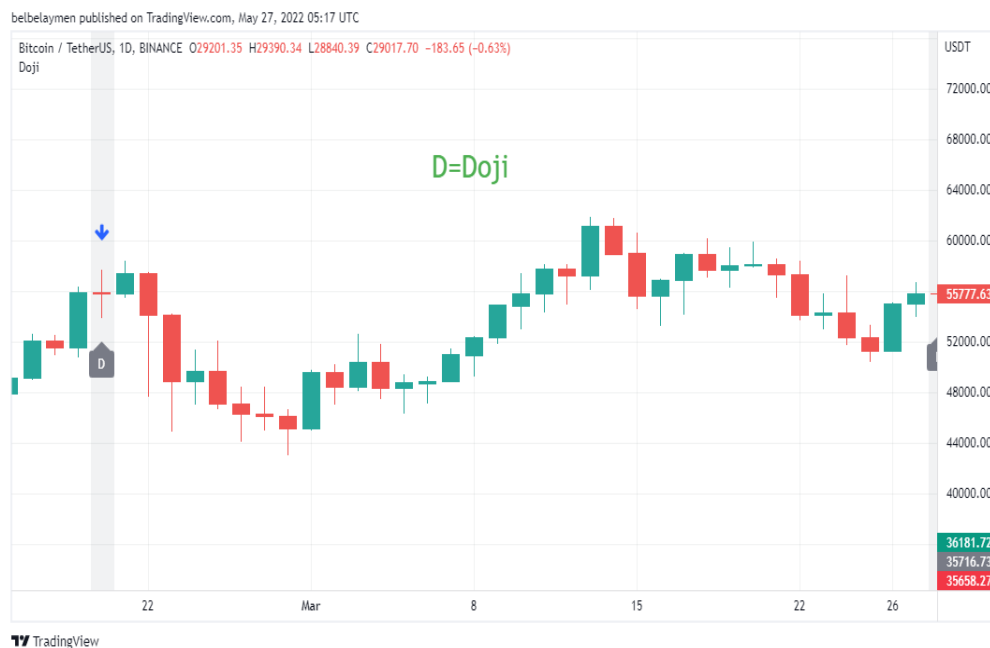 belbelaymen published on TradingView.com, May 27, 2022 05:17 UTC
Bitcoin / TetherUS, 1D, BINANCE O29201.35 H29390.34 L28840.39 C29017.70 −183.65 (−0.63%)
USDT
Doji
72000.00
68000.00
D=Doji
64000.00
60000.00
55777.63
D
52000.00
48000.00
44000.00
40000.00
36181.72
35716.73
35658.27
22
Mar
8
15
22
26
TradingView